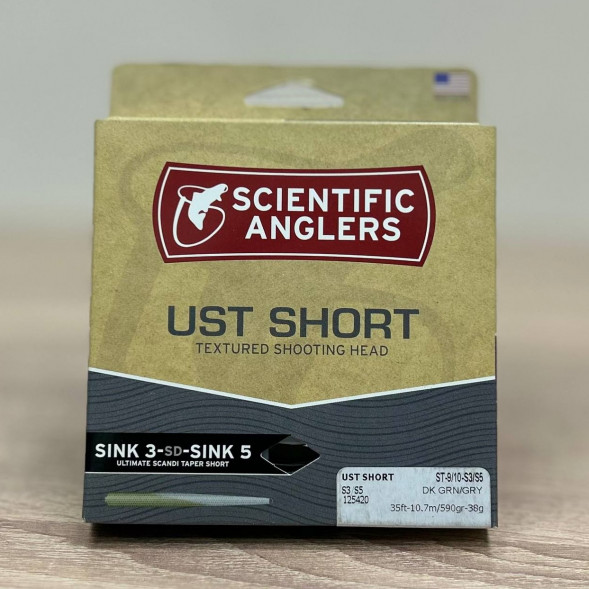 SCIENTIFIC
ANGLERS
UST SHORT
TEXTURED SHOOTING HEAD
SINK 3-SD-SINK 5
ULTIMATE SCANDI TAPER SHORT
UST SHORT ST-9/10-S3/S5
S3/S5 DK GRN/GRY
125420
35ft-10.7m/590gr-38g